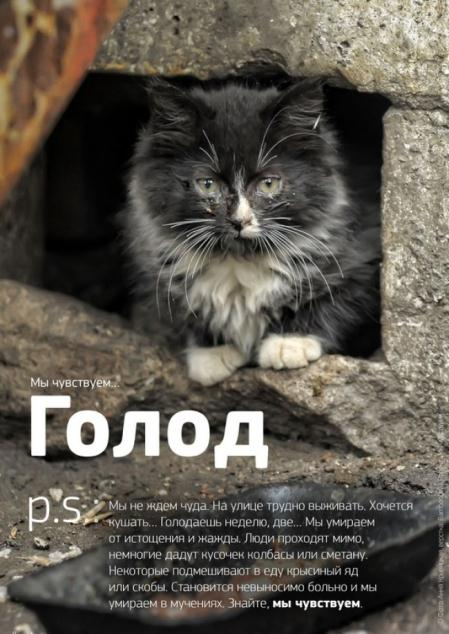 Мы чувствуем...
Голод
p.s.:
Мы не ждем чуда. На улице трудно выживать. Хочется
кушать... Голодаешь неделю, две... Мы умираем
от истощения и жажды. Люди проходят мимо,
немногие дадут кусочек колбасы или сметану.
Некоторые подмешивают в еду крысиный яд
или скобы. Становится невыносимо больно и мы
умираем в мучениях. Знайте, мы чувствуем.